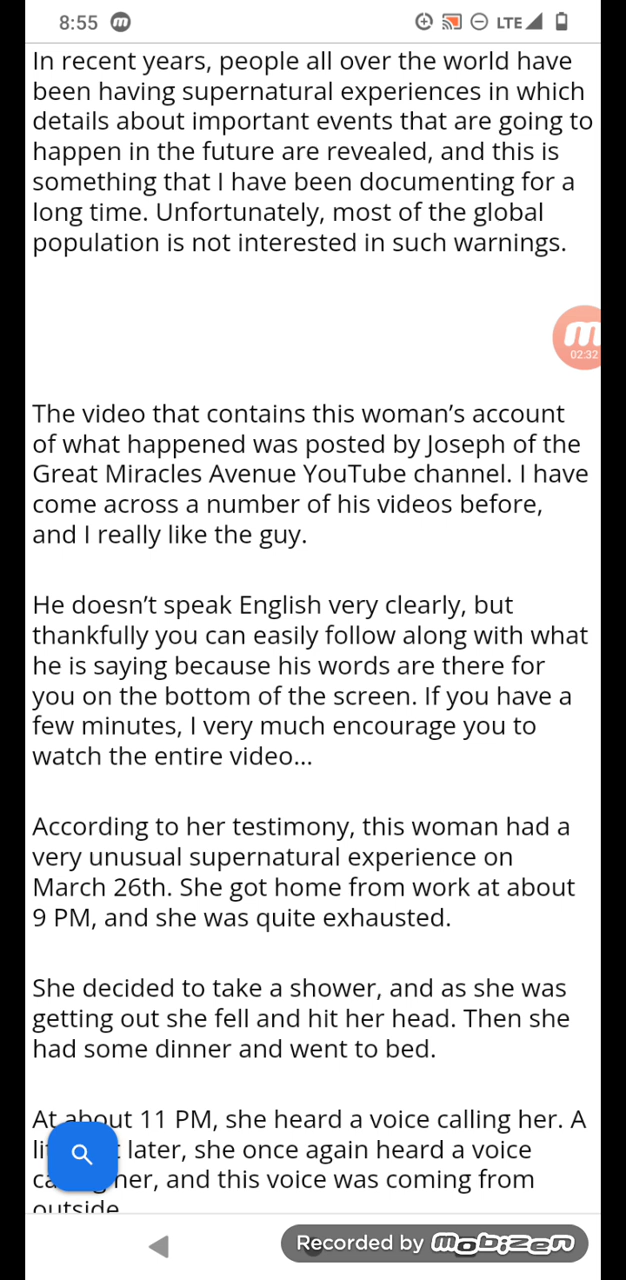 8:55 m LTE
In recent years, people all over the world have
been having supernatural experiences in which
details about important events that are going to
happen in the future are revealed, and this is
something that I have been documenting for a
long time. Unfortunately, most of the global
population is not interested in such warnings.
m
02:32
The video that contains this woman’s account
of what happened was posted by Joseph of the
Great Miracles Avenue YouTube channel. I have
come across a number of his videos before,
and I really like the guy.
He doesn’t speak English very clearly, but
thankfully you can easily follow along with what
he is saying because his words are there for
you on the bottom of the screen. If you have a
few minutes, I very much encourage you to
watch the entire video...
According to her testimony, this woman had a
very unusual supernatural experience on
March 26th. She got home from work at about
9 PM, and she was quite exhausted.
She decided to take a shower, and as she was
getting out she fell and hit her head. Then she
had some dinner and went to bed.
At about 11 PM, she heard a voice calling her. A
later, she once again heard a voice
her, and this voice was coming from
outside
Recorded by mobizen